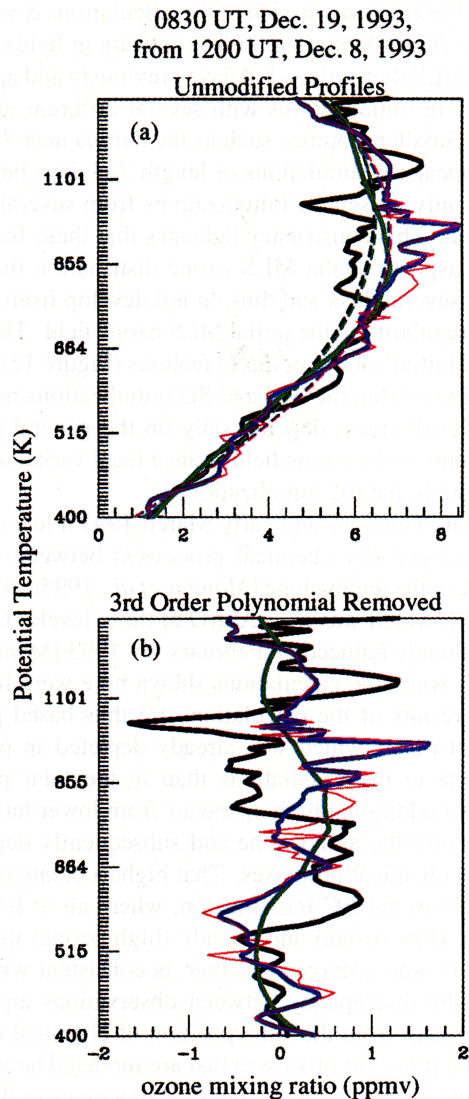 0830 UT, Dec. 19, 1993,
from 1200 UT, Dec. 8, 1993
Unmodified Profiles
(a)
1101
855
664
515
400
0 2 4 6 8
3rd Order Polynomial Removed
(b)
1101
855
664
515
400
−2 −1 0 1 2
ozone mixing ratio (ppmv)
Potential Temperature (K)